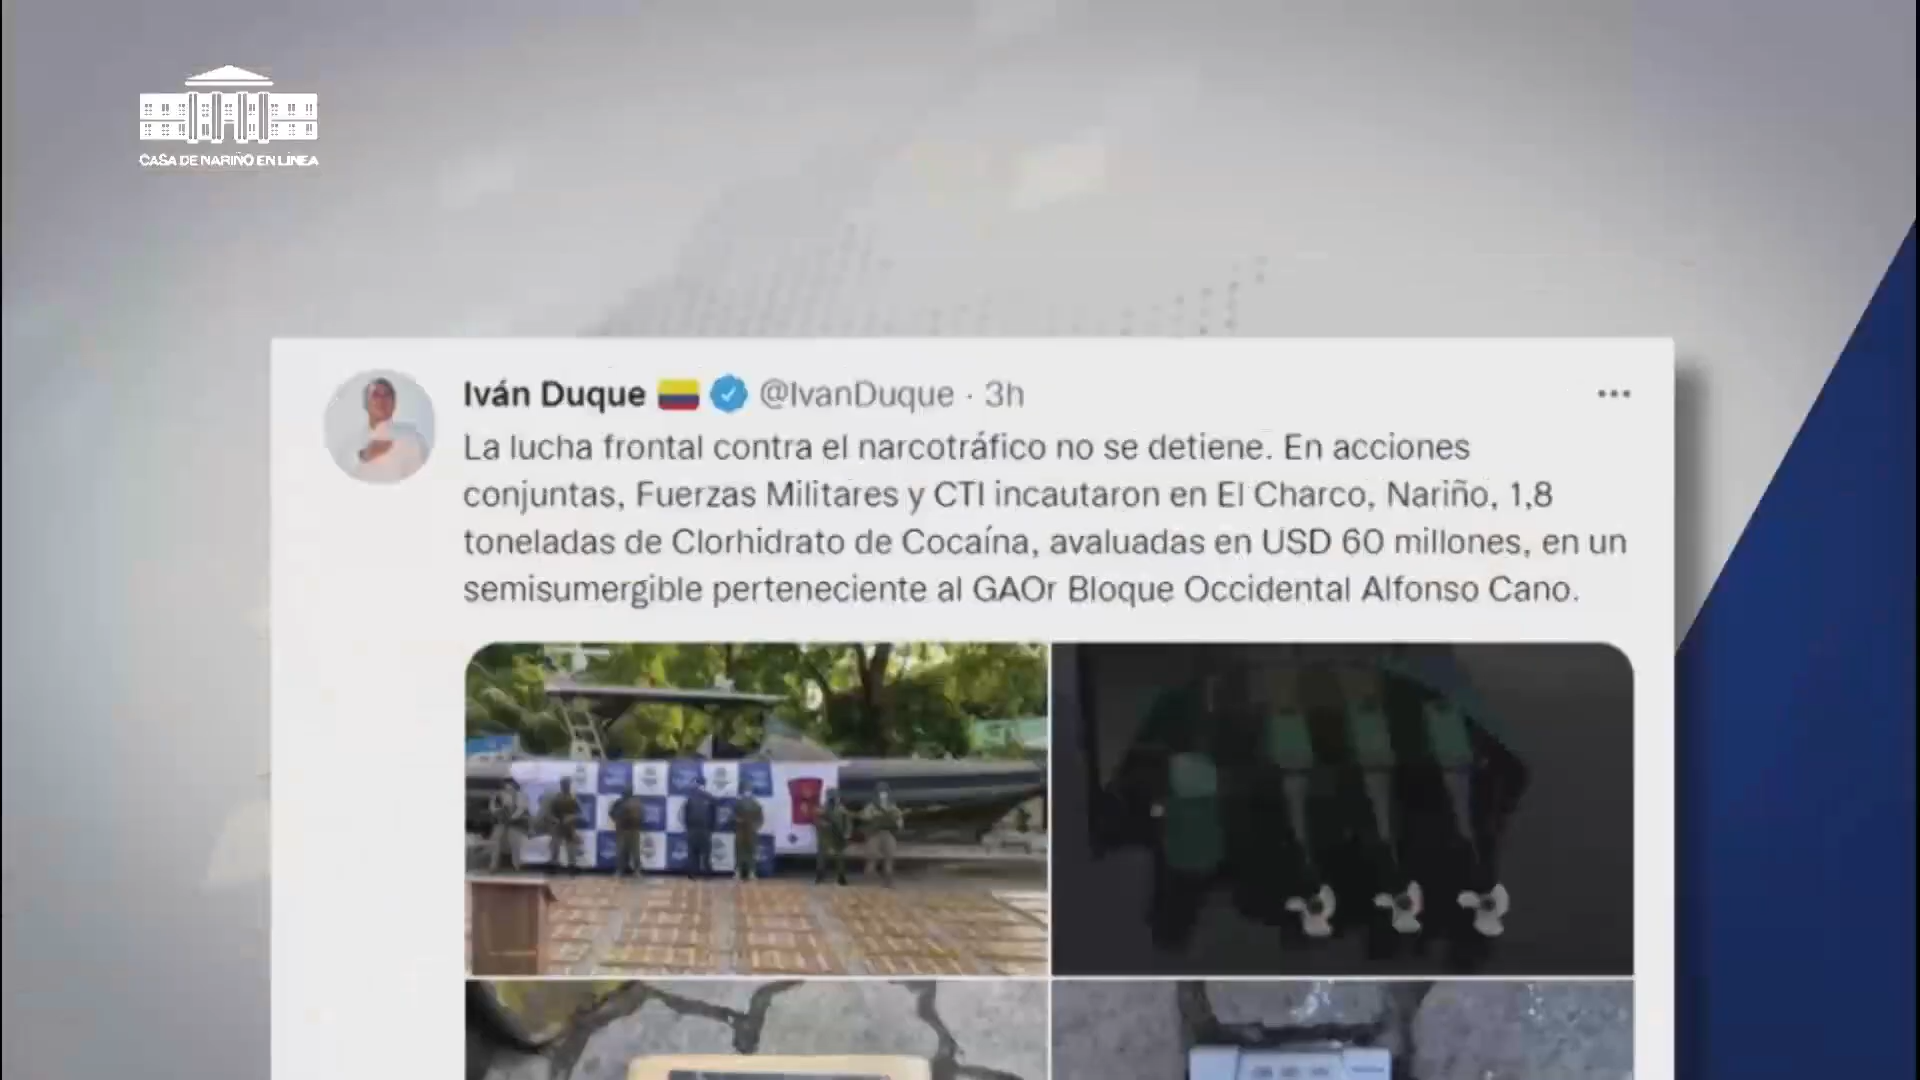 CASA DE NARIÑO EN LÍNEA
Iván Duque @IvanDuque · 3h
La lucha frontal contra el narcotráfico no se detiene. En acciones
conjuntas, Fuerzas Militares y CTI incautaron en El Charco, Nariño, 1,8
toneladas de Clorhidrato de Cocaína, avaluadas en USD 60 millones, en un
semisumergible perteneciente al GAOr Bloque Occidental Alfonso Cano.